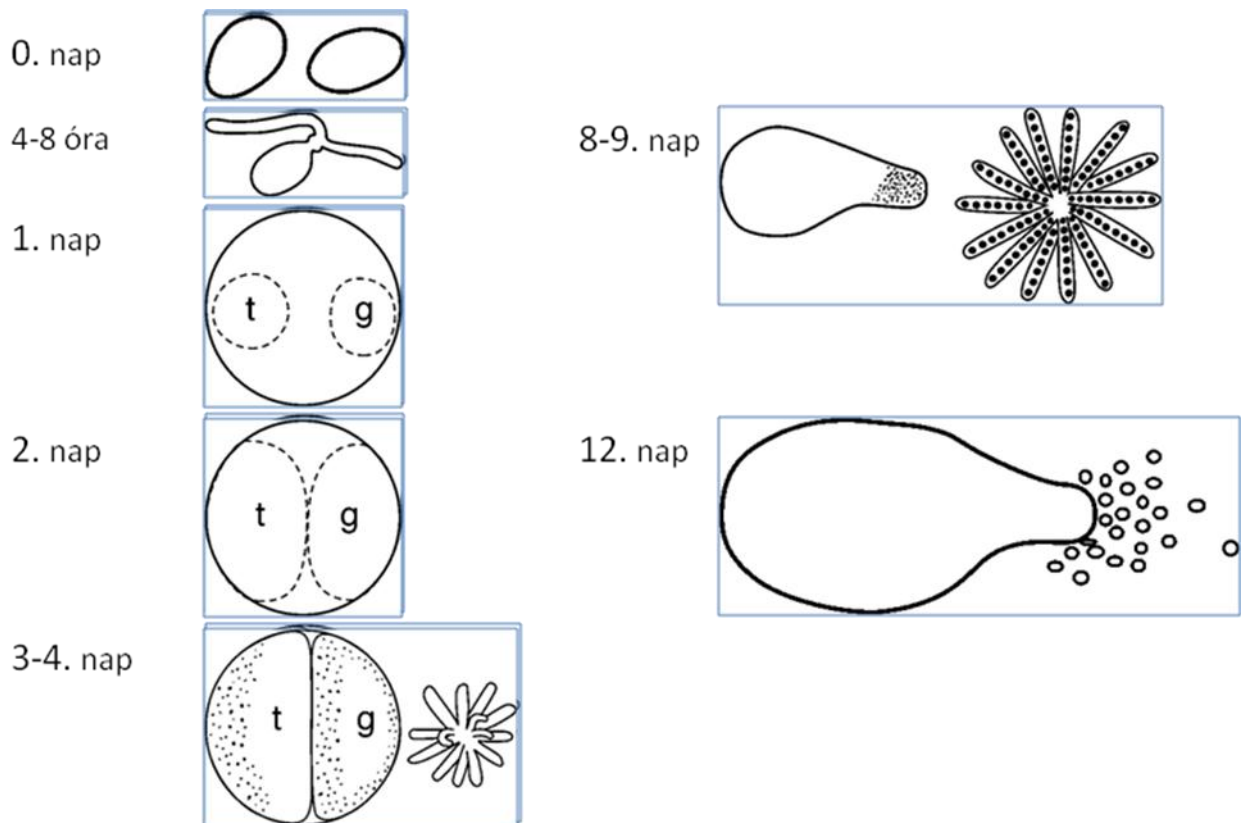 0. nap
4-8 óra
1. nap
t g
2. nap
t g
3-4. nap
t g
8-9. nap
12. nap